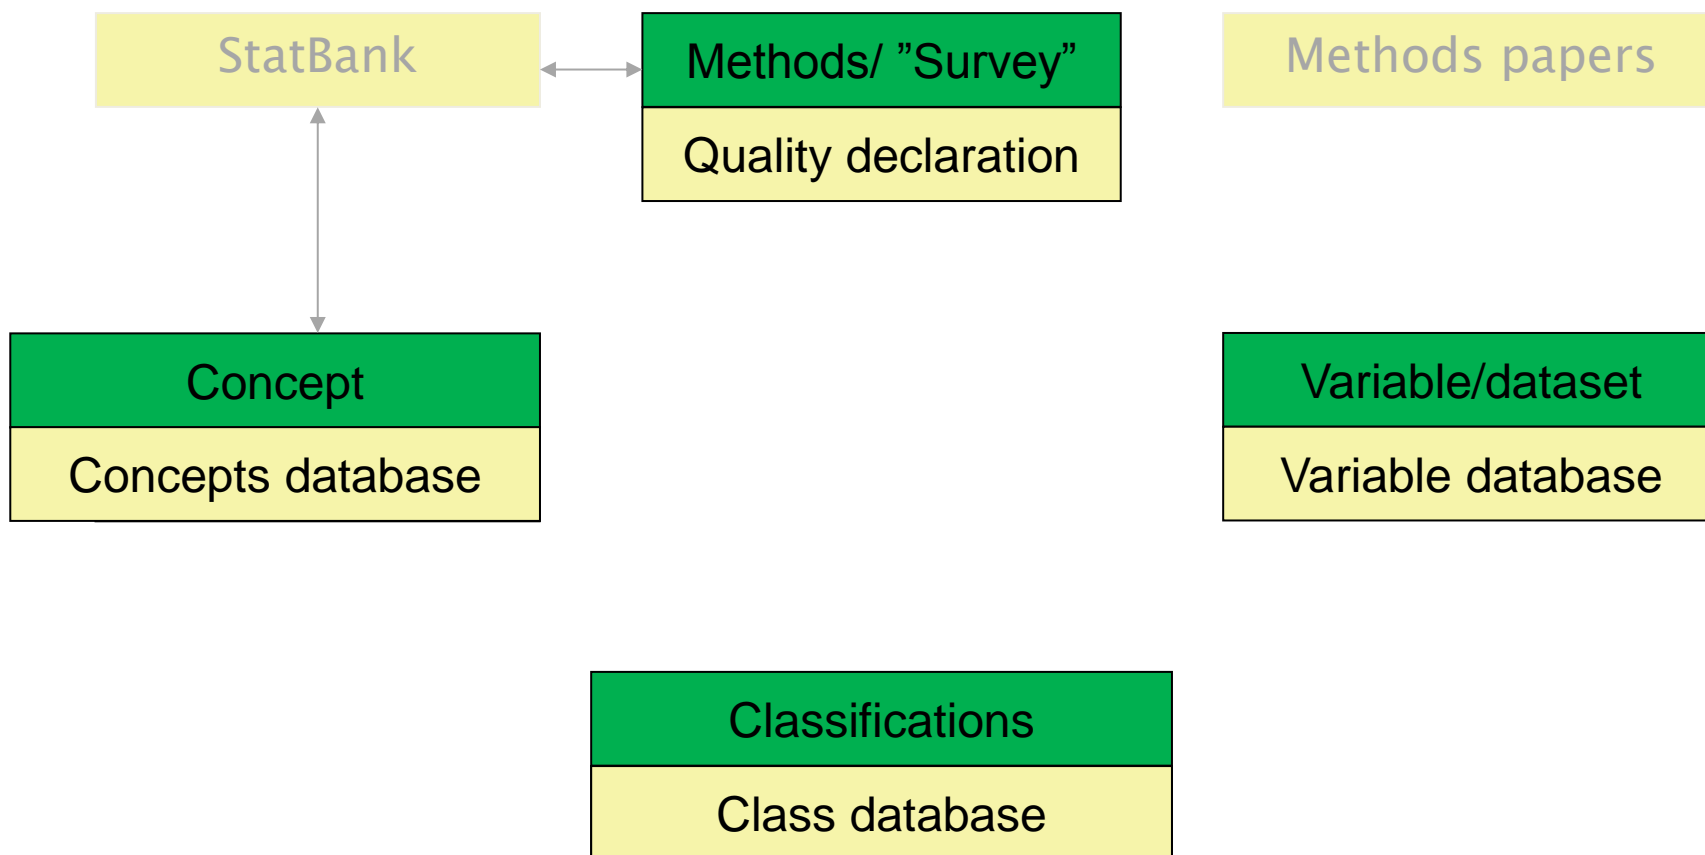 StatBank
Methods/ ”Survey”
Methods papers
Quality declaration
Concept
Variable/dataset
Concepts database
Variable database
Classifications
Class database